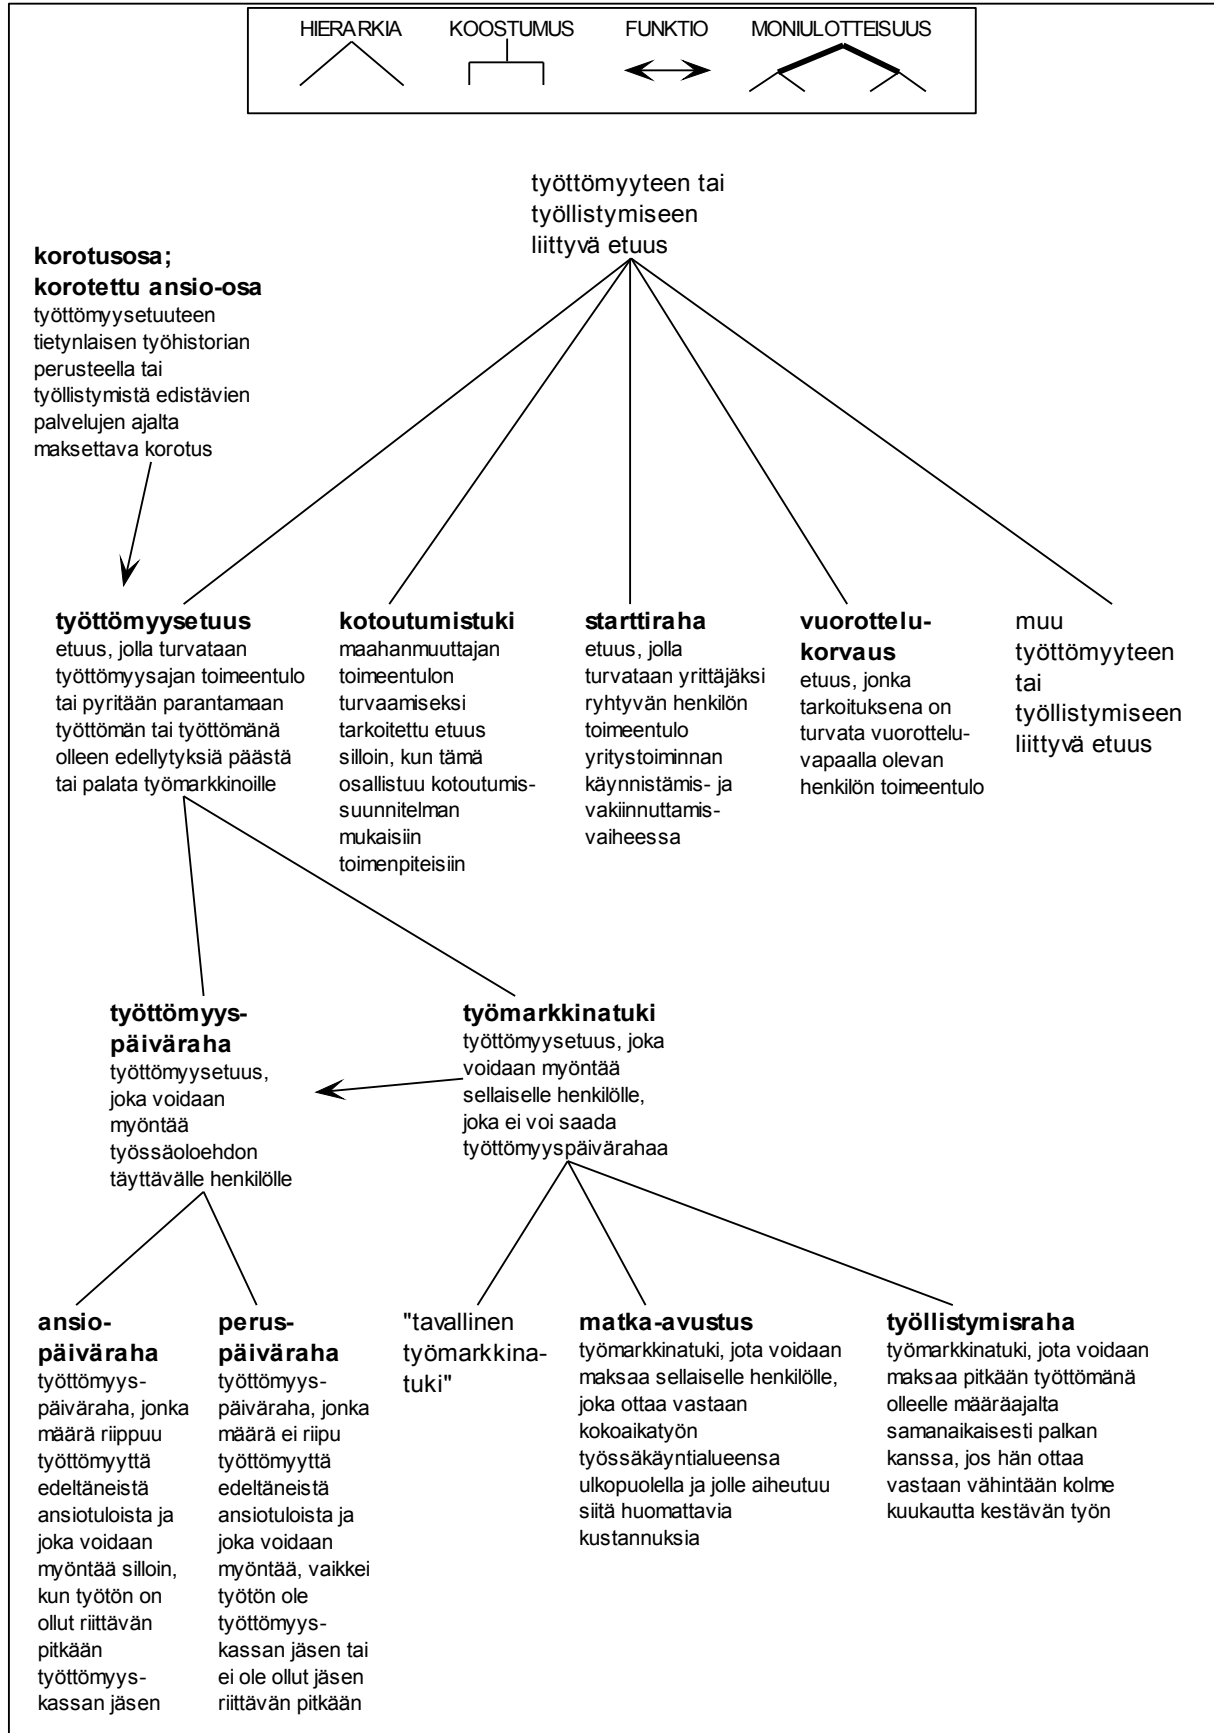 HIERARKIA KOOSTUMUS FUNKTIO MONIULOTTEISUUS
työttömyyteen tai
työllistymiseen
liittyvä etuus
korotusosa;
korotettu ansio-osa
työttömyysetuuteen
tietynlaisen työhistorian
perusteella tai
työllistymistä edistävien
palvelujen ajalta
maksettava korotus
työttömyysetuus
etuus, jolla turvataan
työttömyysajan toimeentulo
tai pyritään parantamaan
työttömän tai työttömänä
olleen edellytyksiä päästä
tai palata työmarkkinoille
kotoutumistuki
maahanmuuttajan
toimeentulon
turvaamiseksi
tarkoitettu etuus
silloin, kun tämä
osallistuu kotoutumis-
suunnitelman
mukaisiin
toimenpiteisiin
starttiraha
etuus, jolla
turvataan yrittäjäksi
ryhtyvän henkilön
toimeentulo
yritystoiminnan
käynnistämis- ja
vakiinnuttamis-
vaiheessa
vuorottelu-
korvaus
etuus, jonka
tarkoituksena on
turvata vuorottelu-
vapaalla olevan
henkilön toimeentulo
muu
työttömyyteen
tai
työllistymiseen
liittyvä etuus
työttömyys-
päiväraha
työttömyysetuus,
joka voidaan
myöntää
työssäoloehdon
täyttävälle henkilölle
työmarkkinatuki
työttömyysetuus, joka
voidaan myöntää
sellaiselle henkilölle,
joka ei voi saada
työttömyyspäivärahaa
ansio-
päiväraha
työttömyys-
päiväraha, jonka
määrä riippuu
työttömyyttä
edeltäneistä
ansiotuloista ja
joka voidaan
myöntää silloin,
kun työtön on
ollut riittävän
pitkään
työttömyys-
kassan jäsen
perus-
päiväraha
työttömyys-
päiväraha, jonka
määrä ei riipu
työttömyyttä
edeltäneistä
ansiotuloista ja
joka voidaan
myöntää, vaikkei
työtön ole
työttömyys-
kassan jäsen tai
ei ole ollut jäsen
riittävän pitkään
"tavallinen
työmarkkina-
tuki"
matka-avustus
työmarkkinatuki, jota voidaan
maksaa sellaiselle henkilölle,
joka ottaa vastaan
kokoaikatyön
työssäkäyntialueensa
ulkopuolella ja jolle aiheutuu
siitä huomattavia
kustannuksia
työllistymisraha
työmarkkinatuki, jota voidaan
maksaa pitkään työttömänä
olleelle määräajalta
samanaikaisesti palkan
kanssa, jos hän ottaa
vastaan vähintään kolme
kuukautta kestävän työn